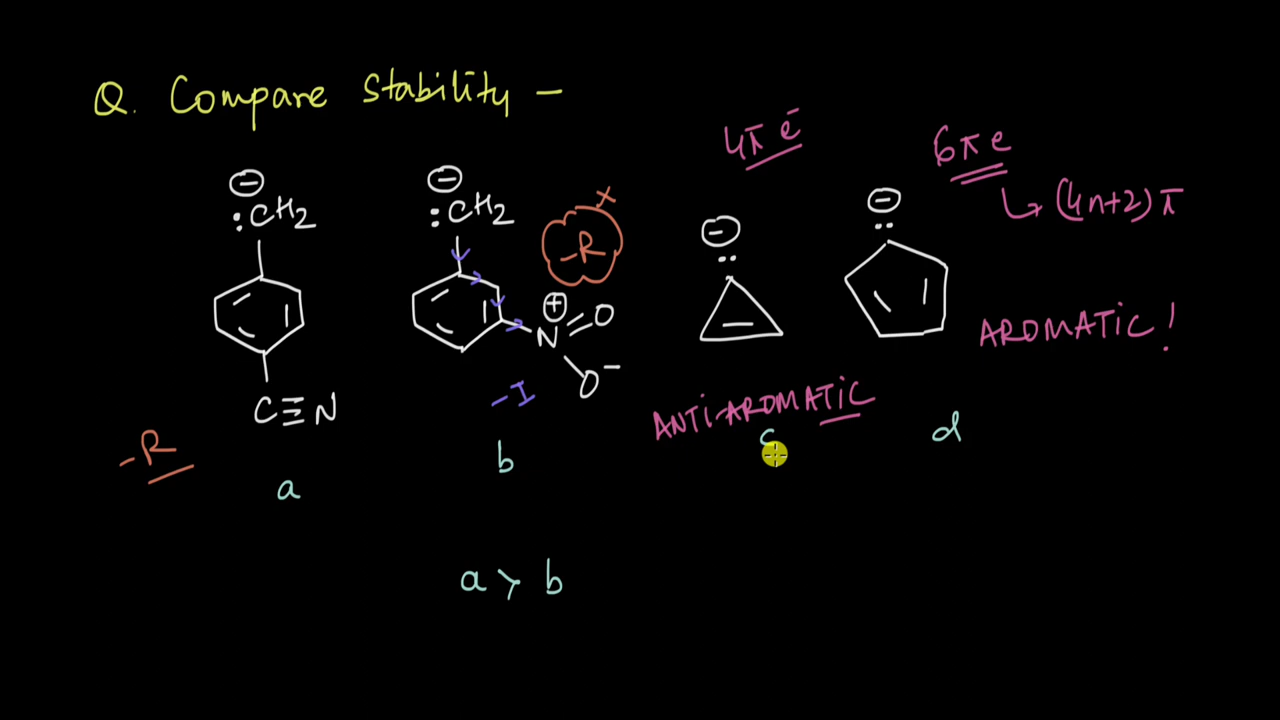 Q. Compare Stability -
4π e⁻
6π e
↳ (4n+2) π
⊖
:CH₂
C≡N
-R
a
⊖
:CH₂
-R
x
⊕
N
O
O⁻
-I
b
⊖
..
ANTI-AROMATIC
c
⊖
..
AROMATIC!
d
a > b